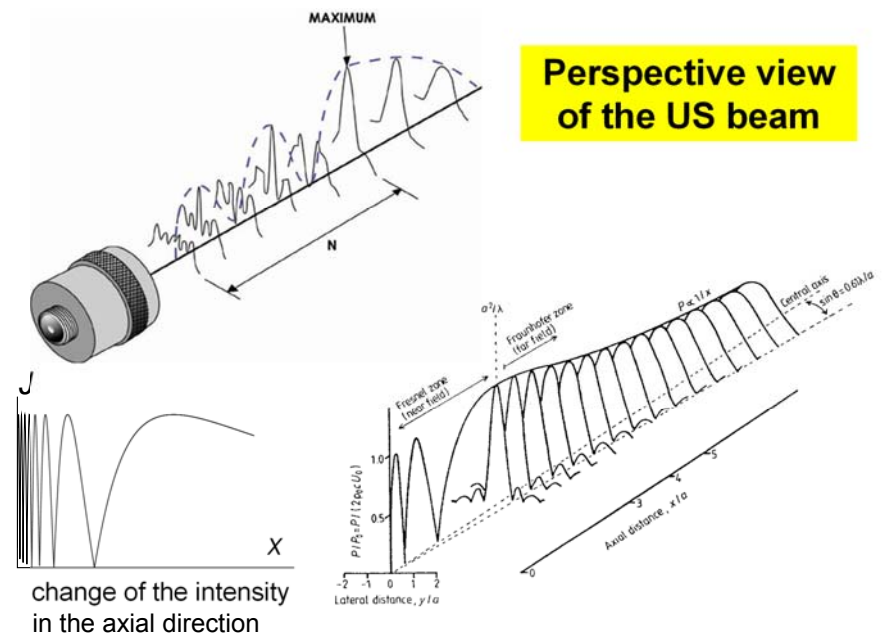 MAXIMUM
Perspective view
of the US beam
N
J
X
change of the intensity
in the axial direction
a²/λ
Fraunhofer zone
(far field)
Fresnel zone
(near field)
P ∝ 1/x
Central axis
sin θ = 0.61λ/a
P/P₀ = P/(2ρ₀cU₀)
1.0
0.5
-2 -1 0 1 2
Lateral distance, y/a
0
3
4
5
Axial distance, x/a